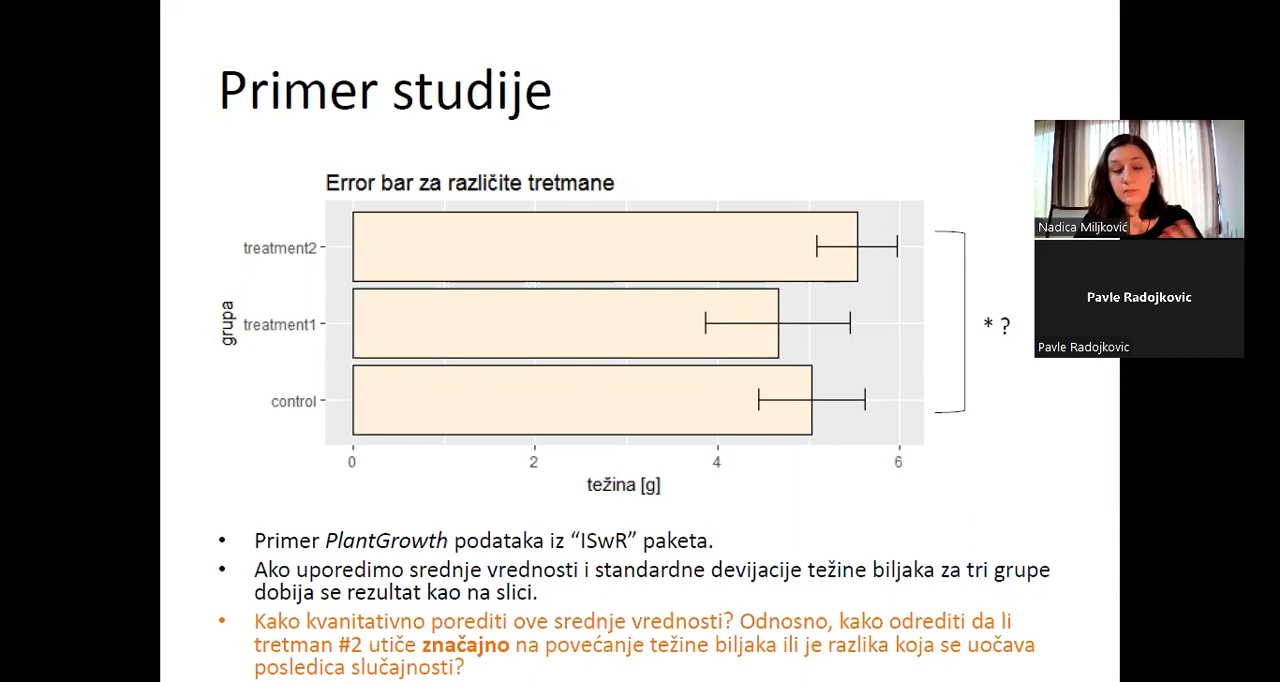 Primer studije
Error bar za različite tretmane
treatment2
treatment1
control
grupa
0
2
4
6
težina [g]
* ?
Nadica Miljković
Pavle Radojkovic
Pavle Radojkovic
• Primer PlantGrowth podataka iz “ISwR” paketa.
• Ako uporedimo srednje vrednosti i standardne devijacije težine biljaka za tri grupe
dobija se rezultat kao na slici.
• Kako kvanitativno porediti ove srednje vrednosti? Odnosno, kako odrediti da li
tretman #2 utiče značajno na povećanje težine biljaka ili je razlika koja se uočava
posledica slučajnosti?